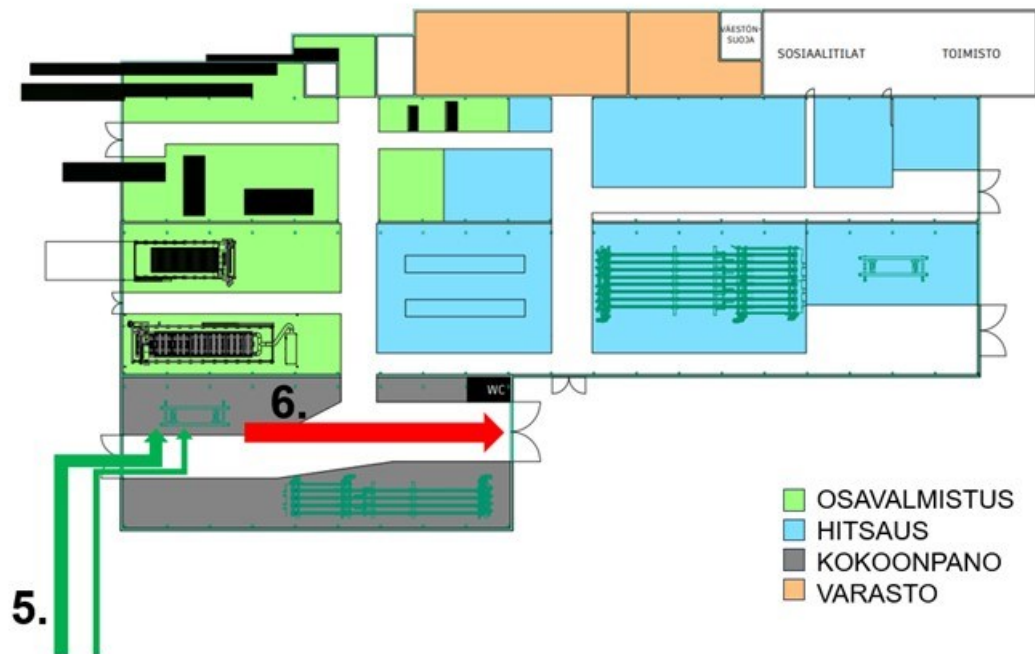 VÄESTÖN-
SUOJA
SOSIAALITILAT
TOIMISTO
WC
6.
5.
OSAVALMISTUS
HITSAUS
KOKOONPANO
VARASTO